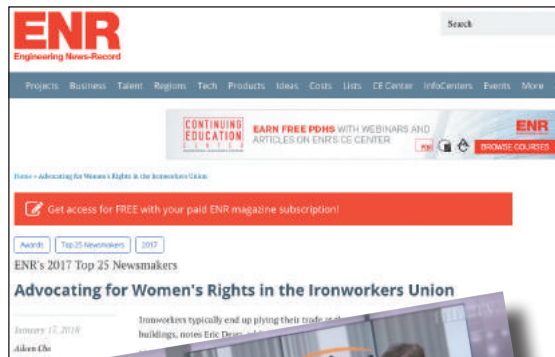 ENR
Engineering News-Record
Search
Projects Business Talent Regions Tech Products Ideas Costs Lists CE Center InfoCenters Events More
CONTINUING EDUCATION CENTER
EARN FREE PDHS WITH WEBINARS AND
ARTICLES ON ENR'S CE CENTER
ENR
BROWSE COURSES
Home » Advocating for Women's Rights in the Ironworkers Union
Get access for FREE with your paid ENR magazine subscription!
Awards Top 25 Newsmakers 2017
ENR's 2017 Top 25 Newsmakers
Advocating for Women's Rights in the Ironworkers Union
January 17, 2018
Aileen Cho
Ironworkers typically end up plying their trade
buildings, notes Eric